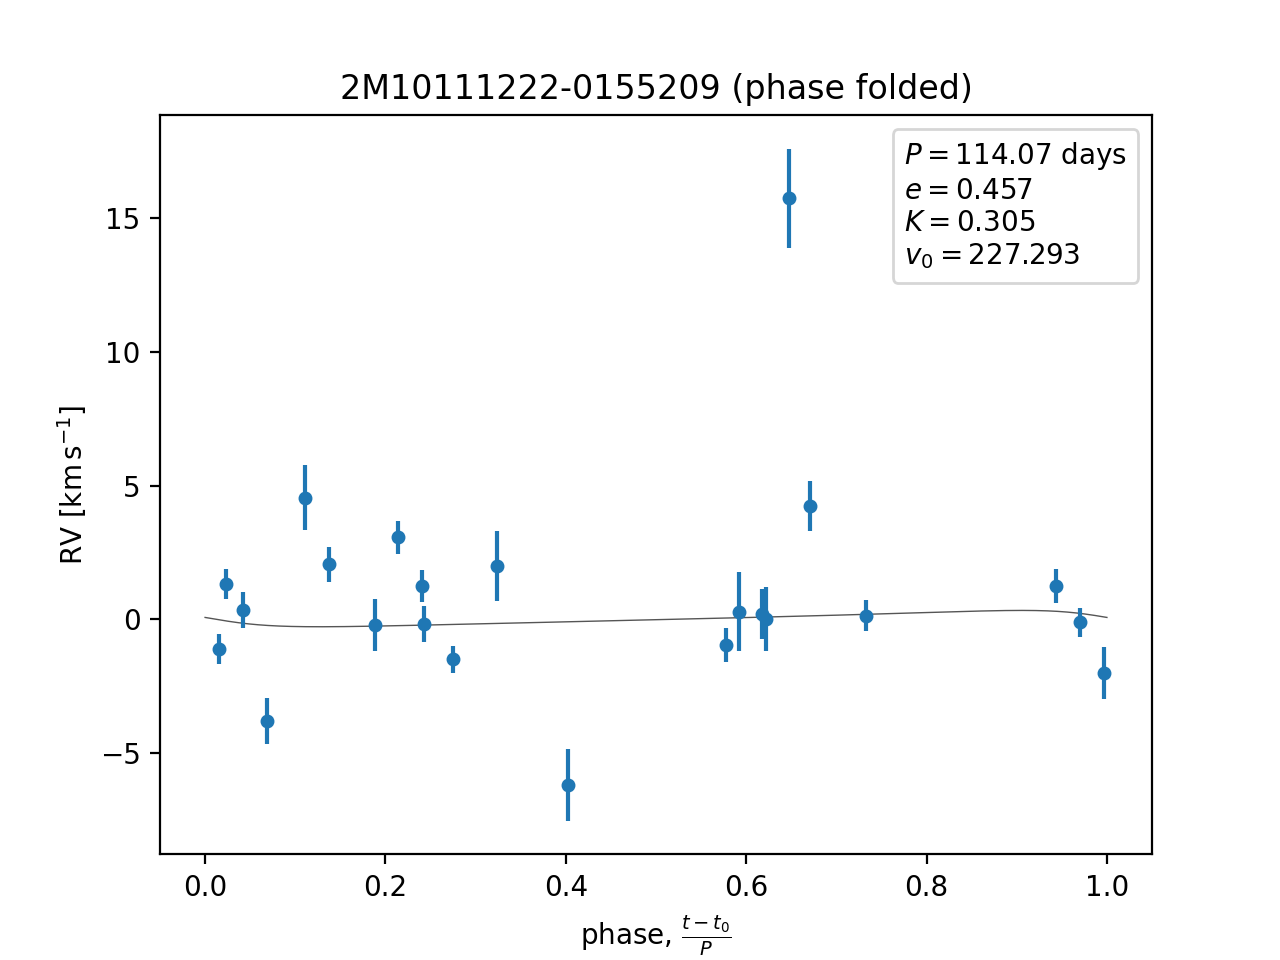 2M10111222-0155209 (phase folded)
P = 114.07 days
e = 0.457
K = 0.305
v₀ = 227.293
15
10
5
0
−5
RV [km s⁻¹]
0.0 0.2 0.4 0.6 0.8 1.0
phase, (t − t₀)/P